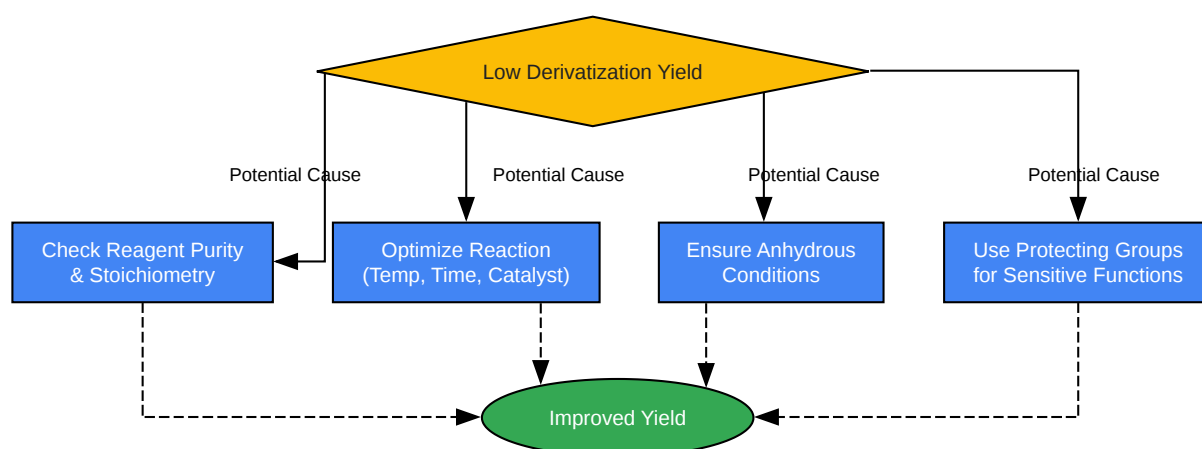 Low Derivatization Yield
Potential Cause
Potential Cause
Potential Cause
Potential Cause
Check Reagent Purity
& Stoichiometry
Optimize Reaction
(Temp, Time, Catalyst)
Ensure Anhydrous
Conditions
Use Protecting Groups
for Sensitive Functions
Improved Yield